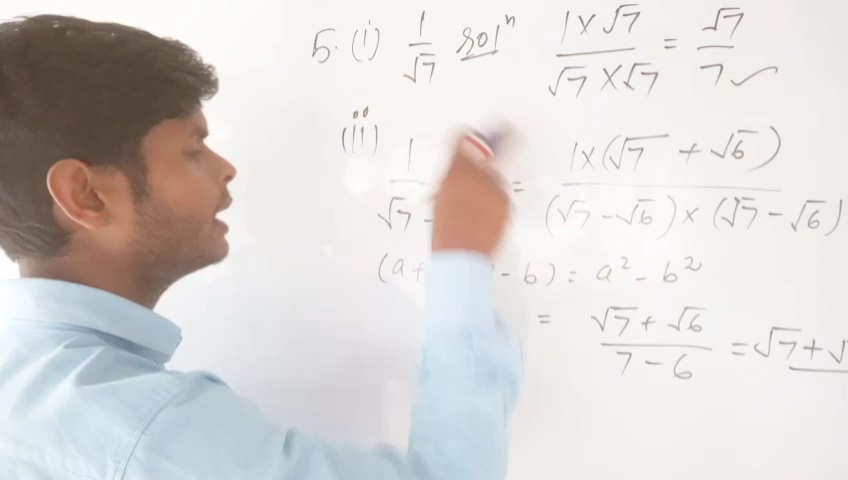 5. (i) 1/√7 solⁿ (1×√7)/(√7×√7) = √7/7 ✓
(ii) 1/(√7 - = 1×(√7 + √6)/((√7 - √6)×(√7 - √6))
(a+ - b) = a² - b²
= (√7 + √6)/(7 - 6) = √7 + √